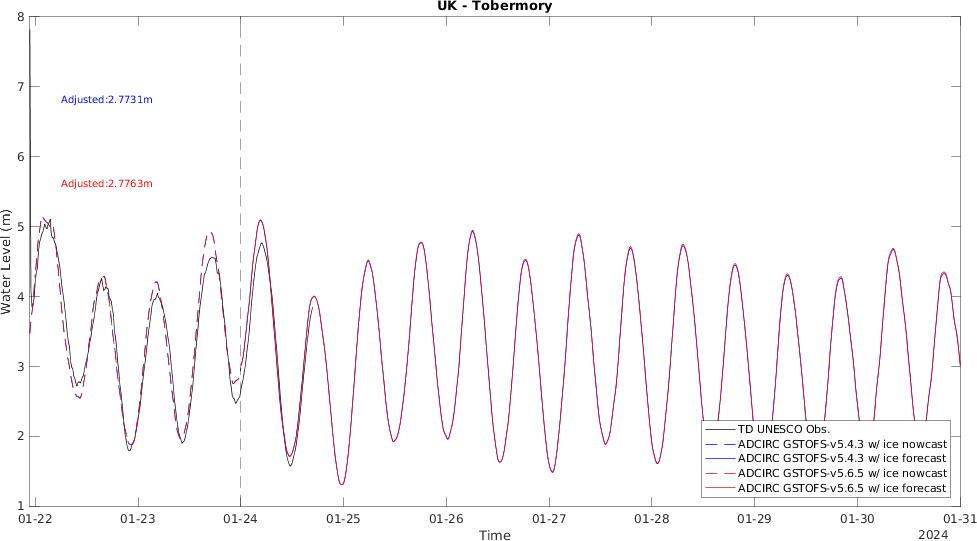 UK - Tobermory
8
7
6
5
4
3
2
1
Water Level (m)
Adjusted:2.7731m
Adjusted:2.7763m
TD UNESCO Obs.
ADCIRC GSTOFS-v5.4.3 w/ ice nowcast
ADCIRC GSTOFS-v5.4.3 w/ ice forecast
ADCIRC GSTOFS-v5.6.5 w/ ice nowcast
ADCIRC GSTOFS-v5.6.5 w/ ice forecast
01-22 01-23 01-24 01-25 01-26 01-27 01-28 01-29 01-30 01-31
Time
2024